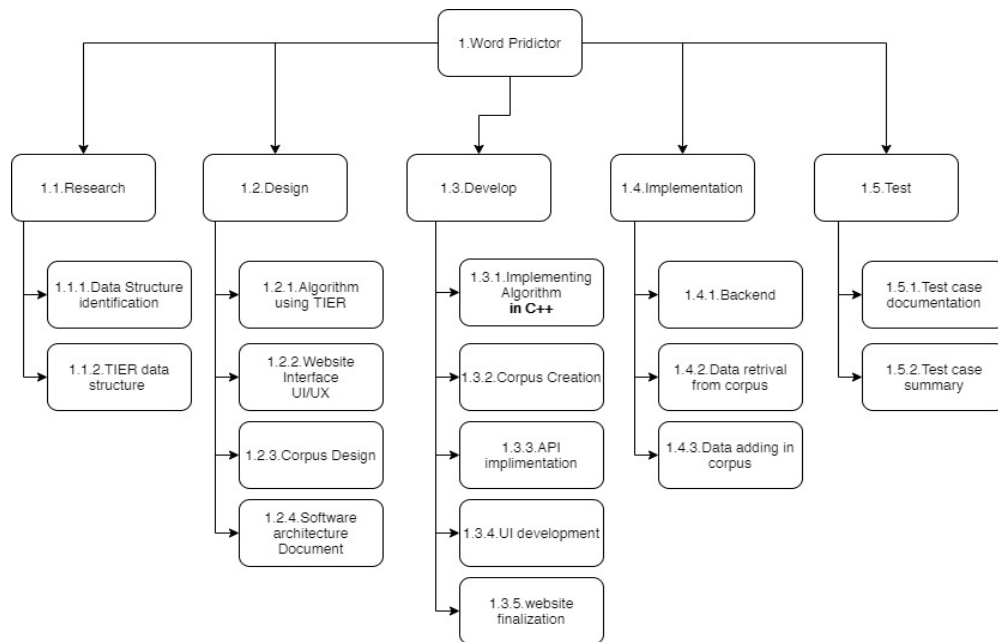 1.Word Pridictor
1.1.Research
1.2.Design
1.3.Develop
1.4.Implementation
1.5.Test
1.1.1.Data Structure
identification
1.1.2.TIER data
structure
1.2.1.Algorithm
using TIER
1.2.2.Website
Interface
UI/UX
1.2.3.Corpus Design
1.2.4.Software
architecture
Document
1.3.1.Implementing
Algorithm
in C++
1.3.2.Corpus Creation
1.3.3.API
implimentation
1.3.4.UI development
1.3.5.website
finalization
1.4.1.Backend
1.4.2.Data retrival
from corpus
1.4.3.Data adding in
corpus
1.5.1.Test case
documentation
1.5.2.Test case
summary